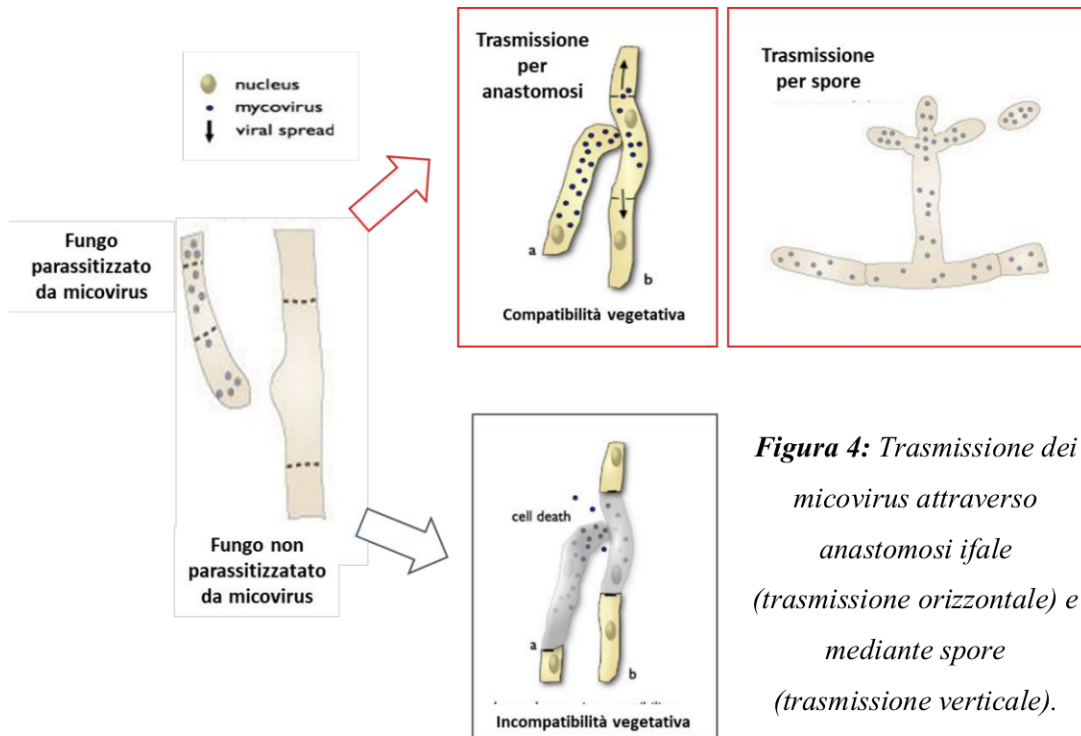 nucleus
mycovirus
viral spread
Trasmissione
per
anastomosi
a
b
Compatibilità vegetativa
Trasmissione
per spore
Fungo
parassitizzato
da micovirus
Fungo non
parassitizzatato
da micovirus
cell death
a
b
Incompatibilità vegetativa
Figura 4: Trasmissione dei
micovirus attraverso
anastomosi ifale
(trasmissione orizzontale) e
mediante spore
(trasmissione verticale).